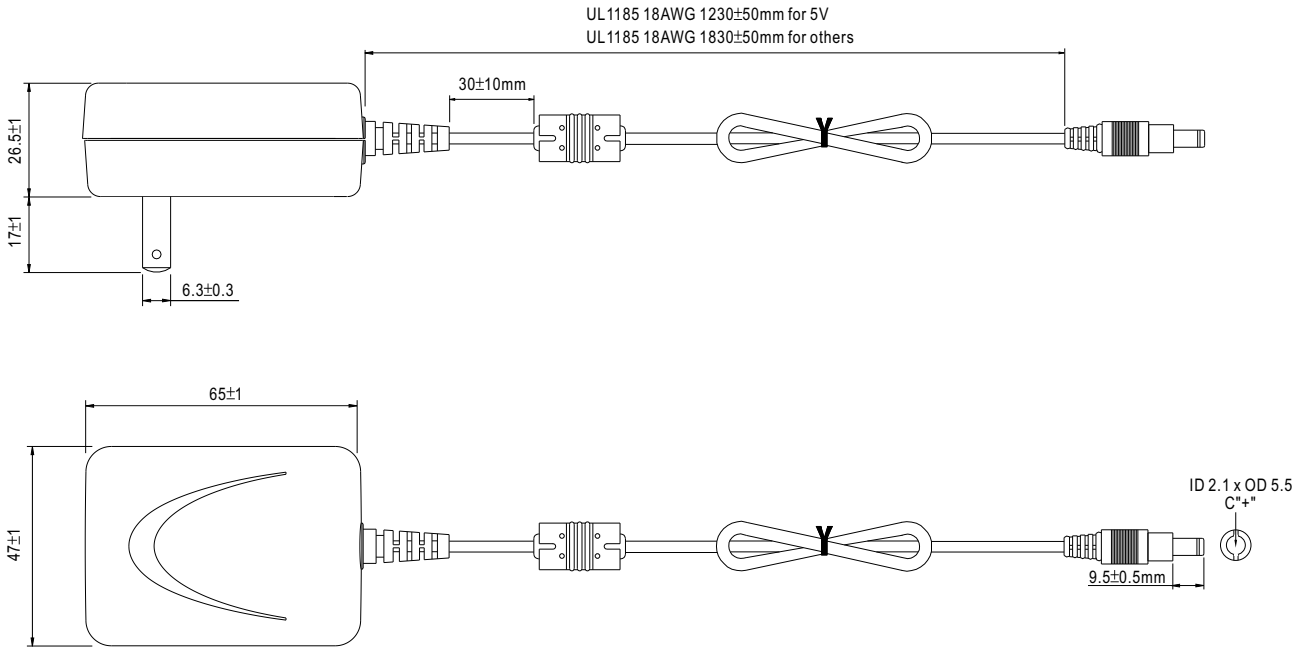 UL1185 18AWG 1230±50mm for 5V
UL1185 18AWG 1830±50mm for others
30±10mm
26.5±1
17±1
6.3±0.3
65±1
47±1
ID 2.1 x OD 5.5
C"+"
9.5±0.5mm